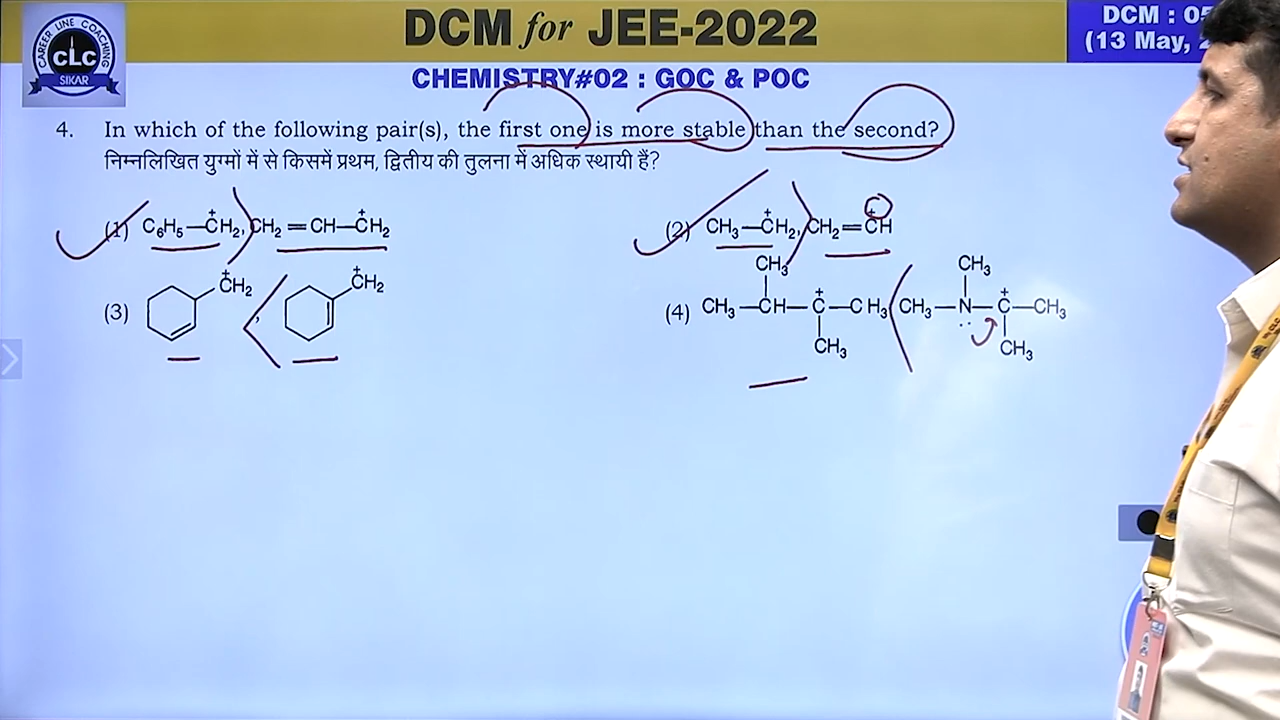 CAREER LINE COACHING
CLC
SIKAR
DCM for JEE-2022
DCM : 05
(13 May, 2
CHEMISTRY#02 : GOC & POC
4. In which of the following pair(s), the first one is more stable than the second?
निम्नलिखित युग्मों में से किसमें प्रथम, द्वितीय की तुलना में अधिक स्थायी हैं?
(1) C₆H₅—C⁺H₂, CH₂=CH—C⁺H₂
(2) CH₃—C⁺H₂, CH₂=C⁺H
(3) C⁺H₂ , C⁺H₂
(4) CH₃—CH—C⁺—CH₃ CH₃—N—C⁺—CH₃
CH₃ CH₃
CH₃ CH₃